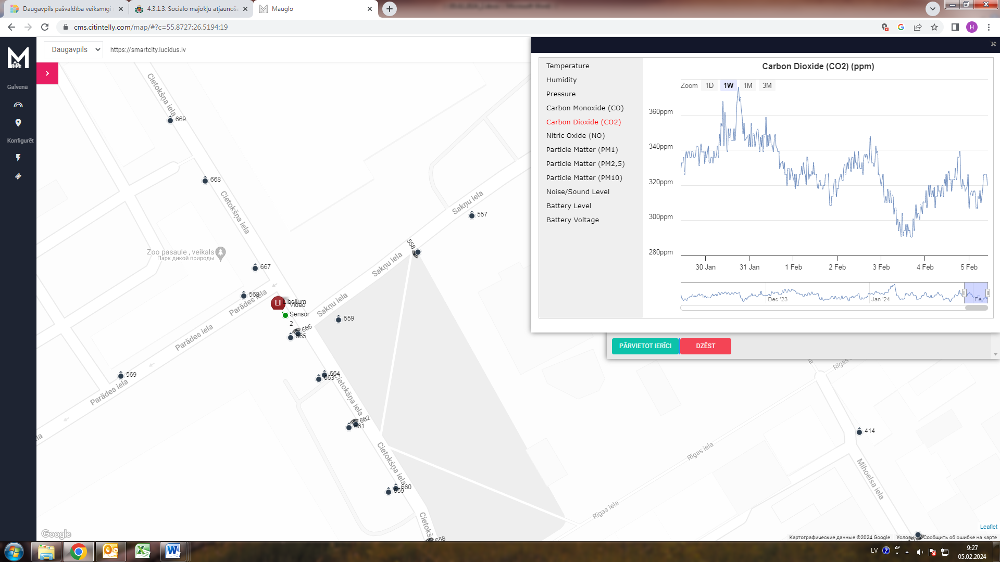 Daugavpils pašvaldība veiksmīgi
4.3.1.3. Sociālo mājokļu atjaunoša
Mauglo
cms.citintelly.com/map/#?c=55.8727:26.5194:19
H
Daugavpils
https://smartcity.lucidus.lv
Galvenā
Konfigurēt
Temperature
Humidity
Pressure
Carbon Monoxide (CO)
Carbon Dioxide (CO2)
Nitric Oxide (NO)
Particle Matter (PM1)
Particle Matter (PM2,5)
Particle Matter (PM10)
Noise/Sound Level
Battery Level
Battery Voltage
Carbon Dioxide (CO2) (ppm)
Zoom 1D 1W 1M 3M
360ppm
340ppm
320ppm
300ppm
280ppm
30 Jan 31 Jan 1 Feb 2 Feb 3 Feb 4 Feb 5 Feb
Dec '23 Jan '24 Fe...
PĀRVIETOT IERĪCI DZĒST
Cietokšņa iela
669
668
Cietokšņa iela
Sakņu iela
557
558
Zoo pasaule , veikals
Парк дикой природы
667
Sakņu iela
568
Parādes iela
LI
Libelium
Video
Sensor
2
Sakņu iela
559
666
665
Parādes iela
569
664
663
Parādes iela
Cietokšņa iela
662
661
Cietokšņa iela
660
659
Cietokšņ
658
Rīgas iela
414
Rīgas iela
Mihoelsa iela
Rīgas iela
Google
Leaflet
Картографические данные ©2024 Google Услови Сообщить об ошибке на карте
LV
9:27
05.02.2024